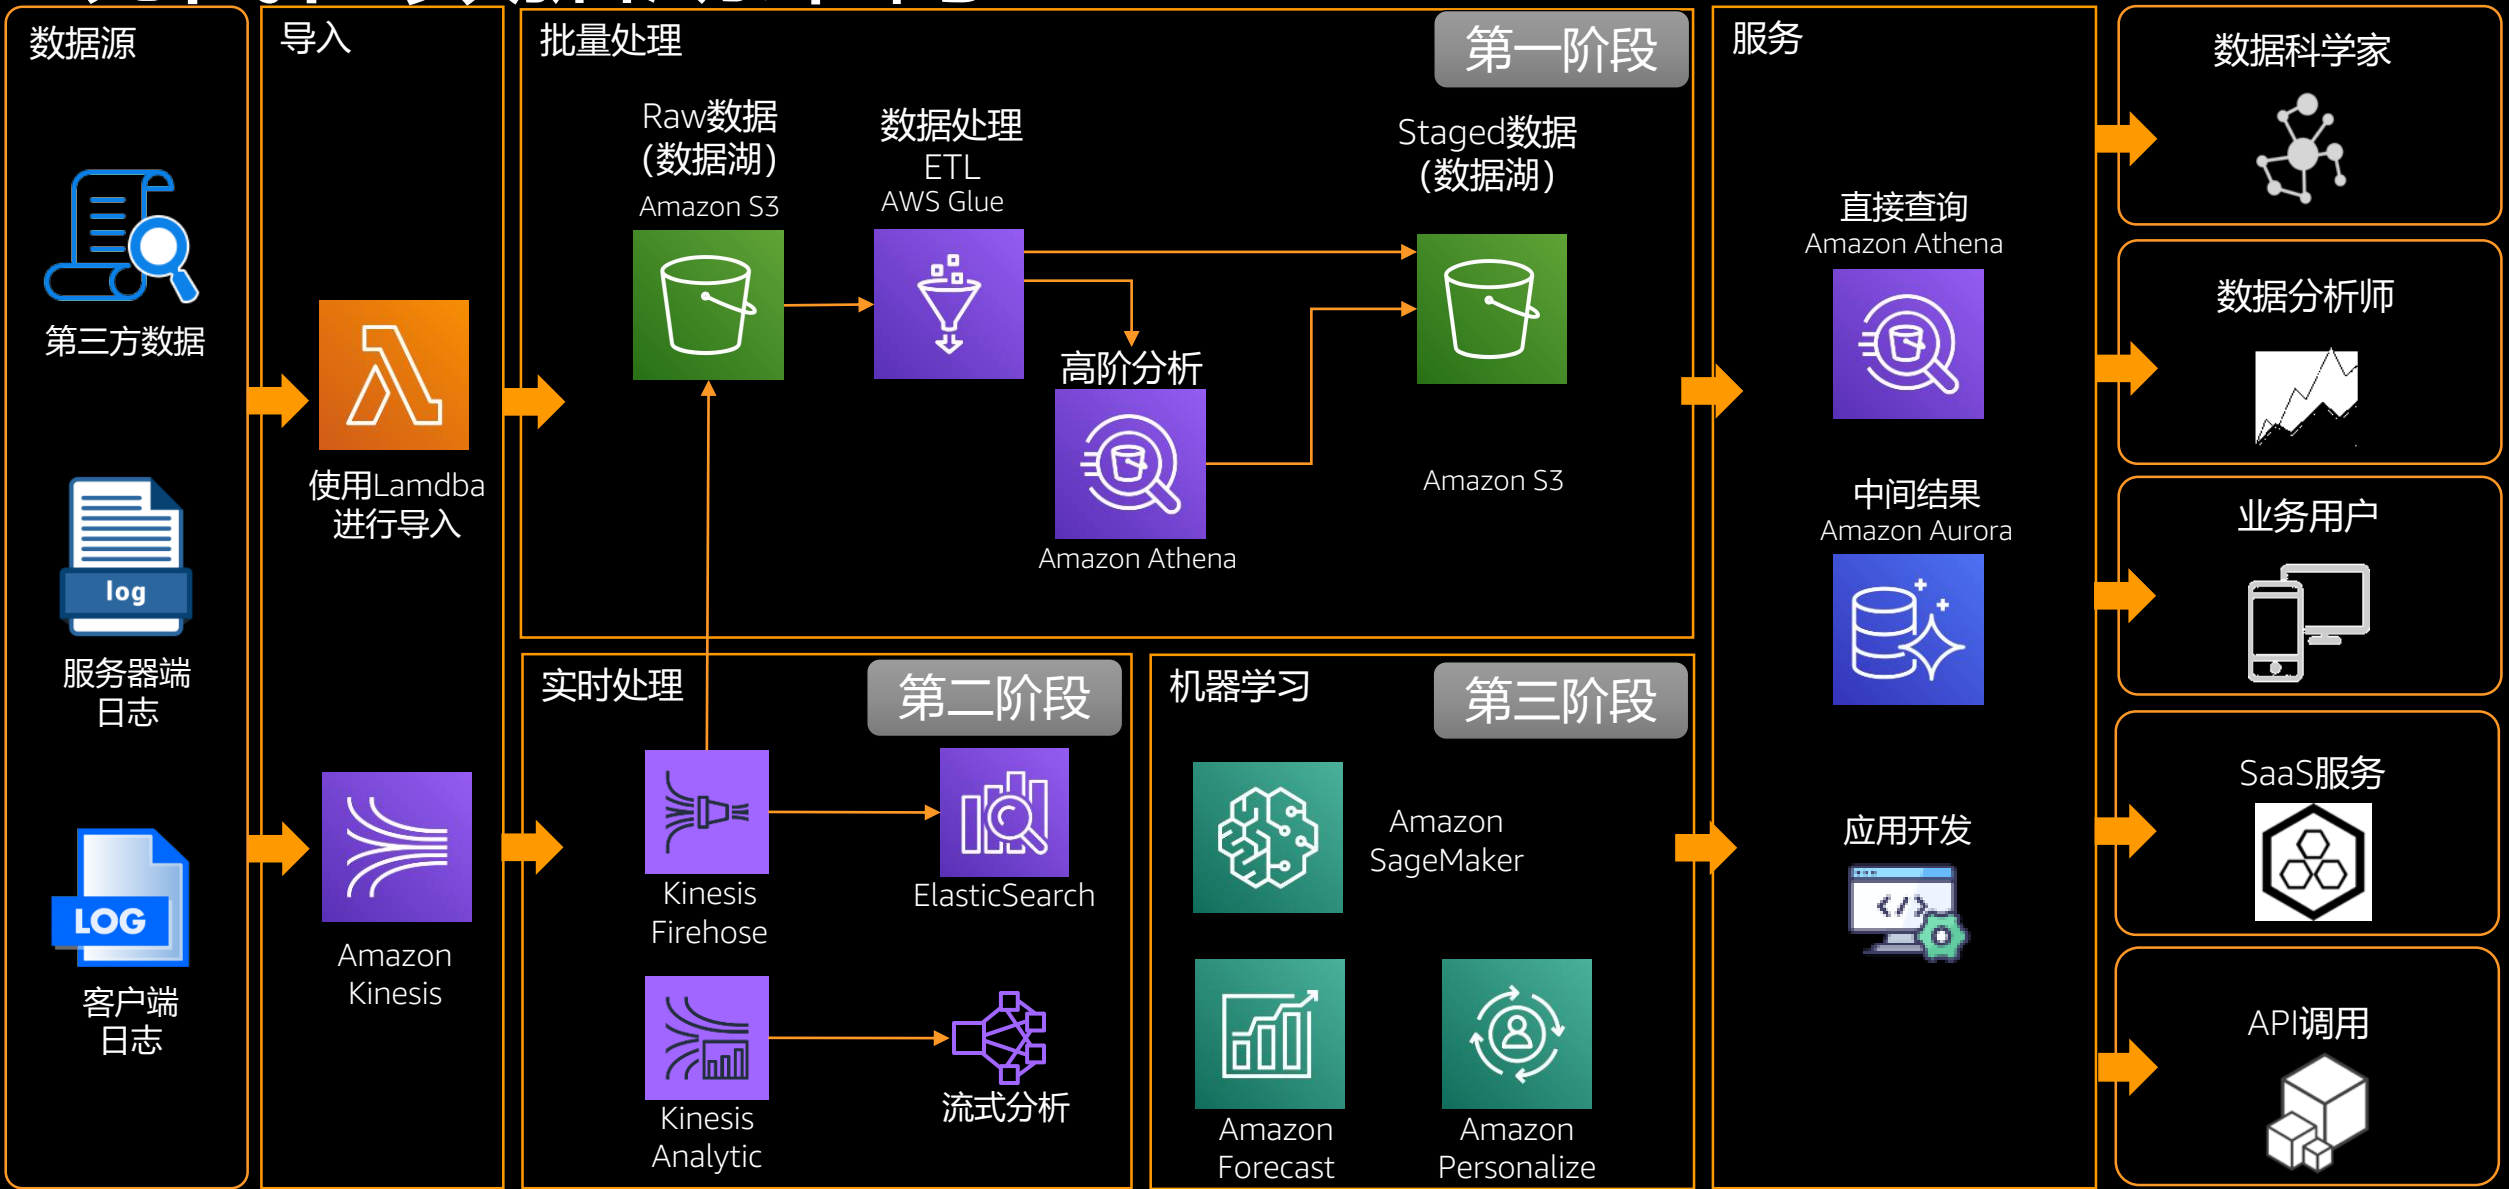 数据源
第三方数据
log
服务器端
日志
LOG
客户端
日志
导入
使用Lamdba
进行导入
Amazon
Kinesis
批量处理
第一阶段
Raw数据
（数据湖）
Amazon S3
数据处理
ETL
AWS Glue
高阶分析
Amazon Athena
Staged数据
（数据湖）
Amazon S3
实时处理
第二阶段
Kinesis
Firehose
ElasticSearch
Kinesis
Analytic
流式分析
机器学习
第三阶段
Amazon
SageMaker
Amazon
Forecast
Amazon
Personalize
服务
直接查询
Amazon Athena
中间结果
Amazon Aurora
应用开发
数据科学家
数据分析师
业务用户
SaaS服务
API调用